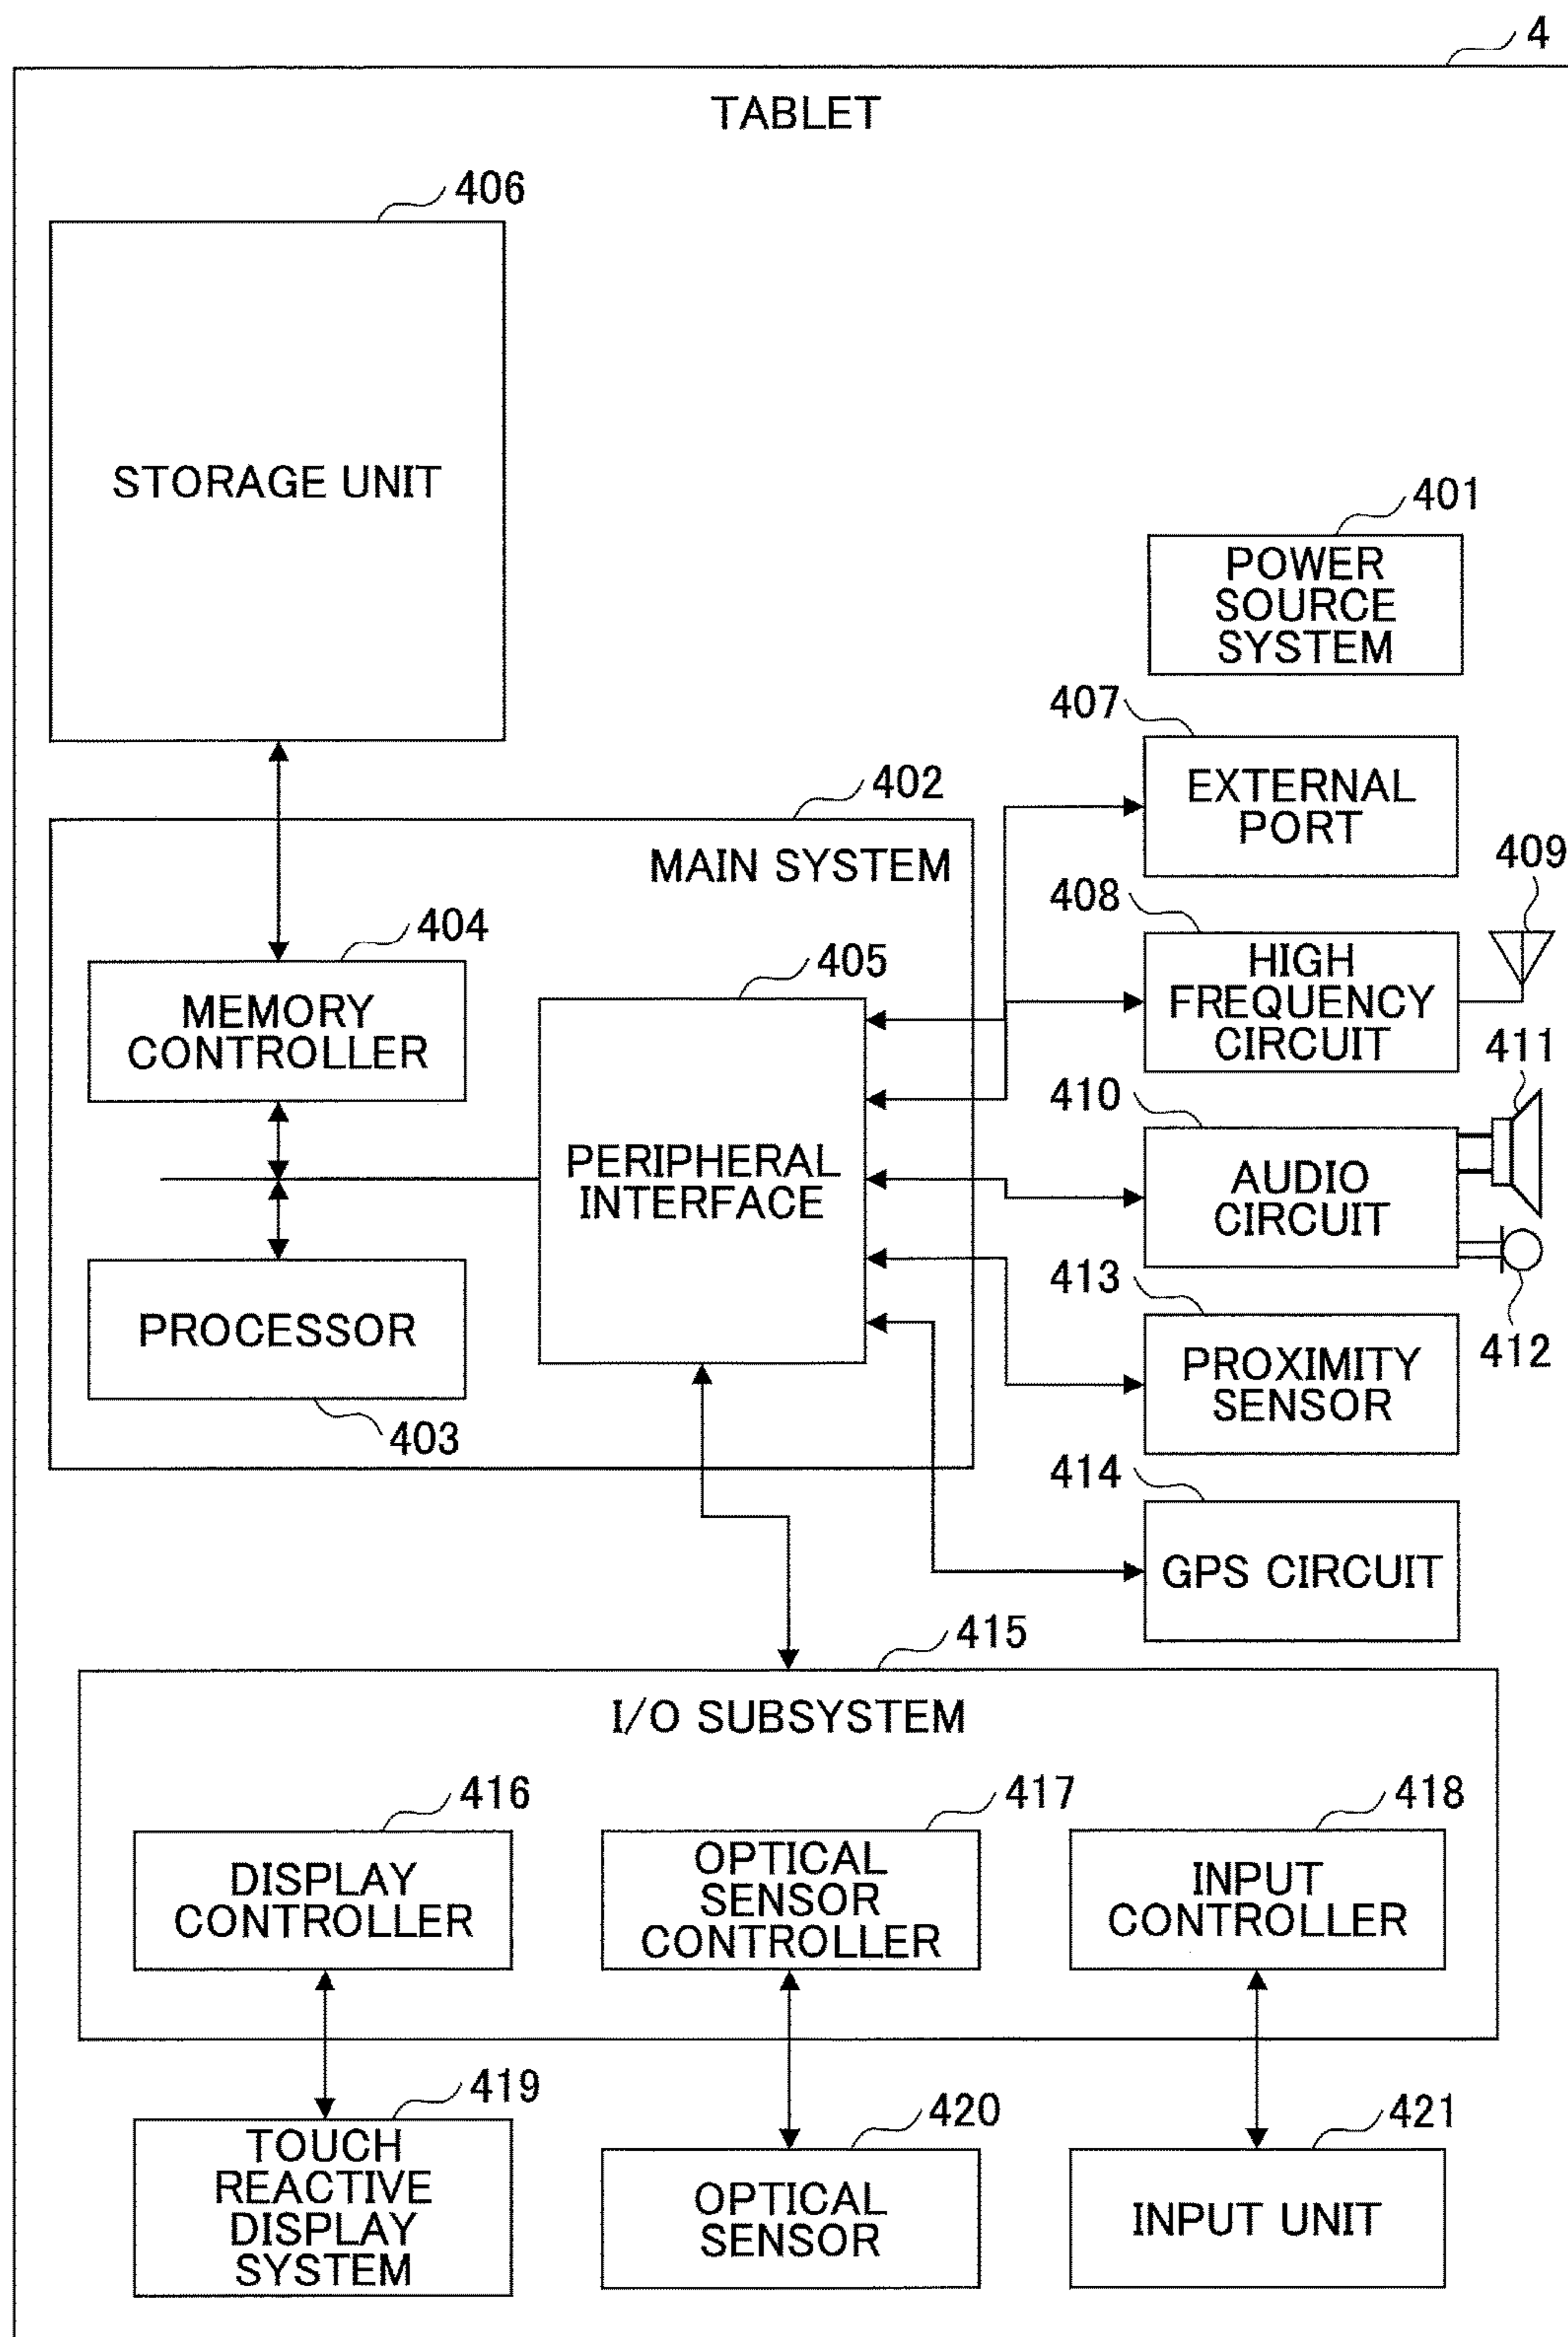 4
TABLET
406
STORAGE UNIT
401
POWER
SOURCE
SYSTEM
407
EXTERNAL
PORT
402
MAIN SYSTEM
404
MEMORY
CONTROLLER
405
PERIPHERAL
INTERFACE
PROCESSOR
403
408
HIGH
FREQUENCY
CIRCUIT
409
410
AUDIO
CIRCUIT
411
412
413
PROXIMITY
SENSOR
414
GPS CIRCUIT
415
I/O SUBSYSTEM
416
DISPLAY
CONTROLLER
417
OPTICAL
SENSOR
CONTROLLER
418
INPUT
CONTROLLER
419
TOUCH
REACTIVE
DISPLAY
SYSTEM
420
OPTICAL
SENSOR
421
INPUT UNIT